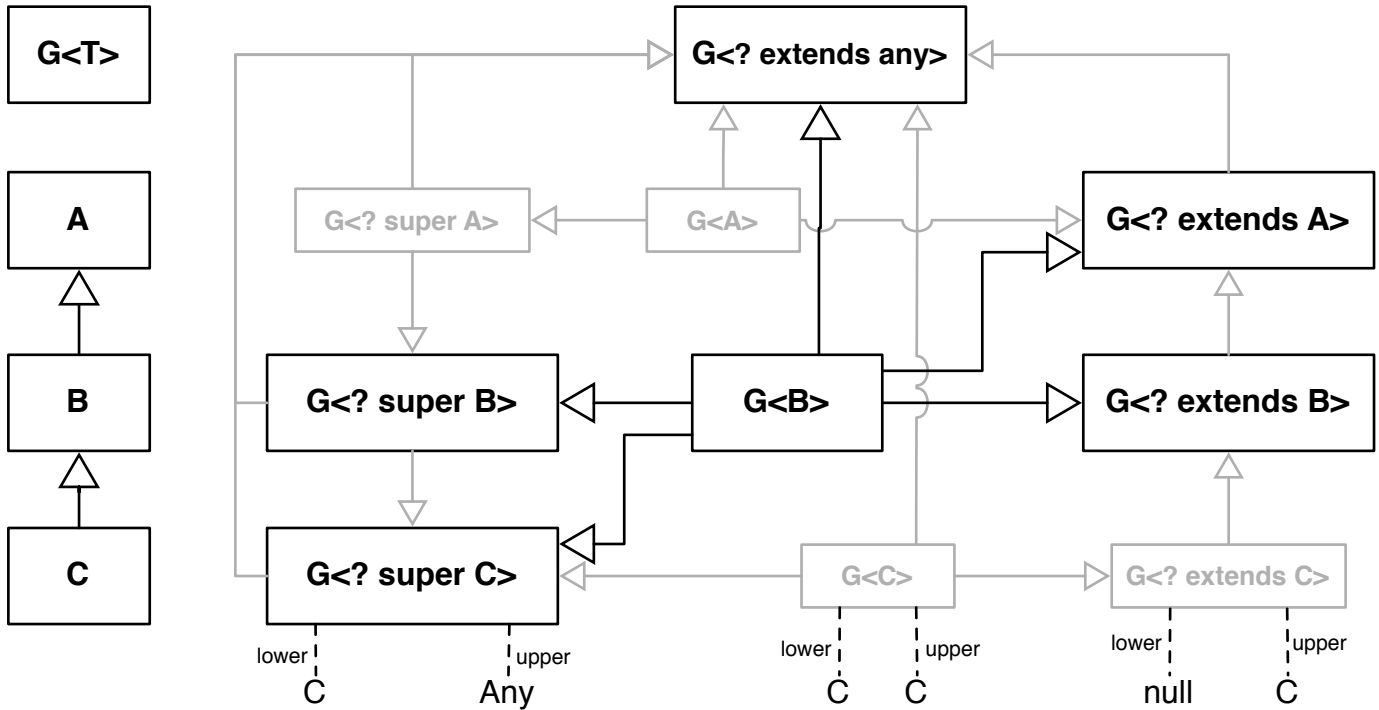 G<T>
G<? extends any>
A
G<? super A>
G<A>
G<? extends A>
B
G<? super B>
G<B>
G<? extends B>
C
G<? super C>
G<C>
G<? extends C>
lower
upper
lower
upper
lower
upper
C
Any
C
C
null
C